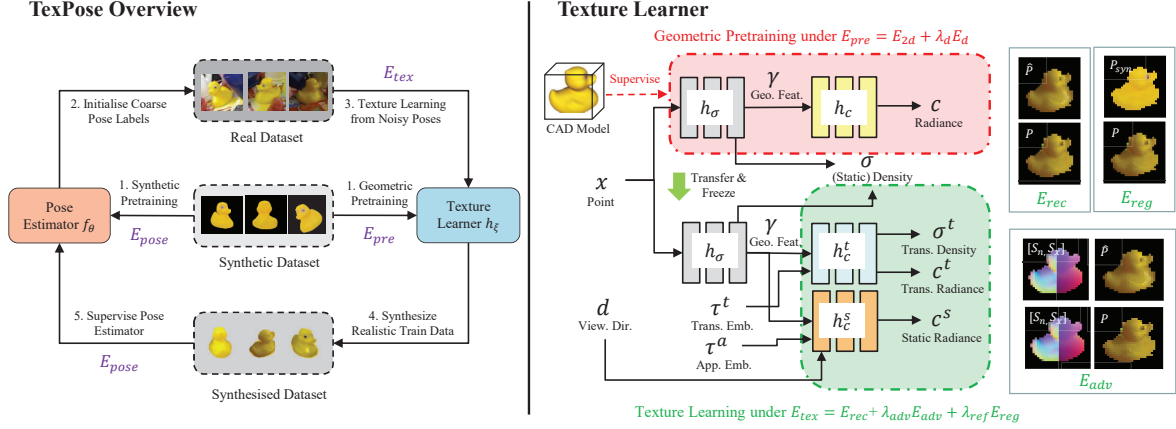 TexPose Overview
E_tex
2. Initialise Coarse
Pose Labels
3. Texture Learning
from Noisy Poses
Real Dataset
Pose
Estimator f_θ
1. Synthetic
Pretraining
E_pose
1. Geometric
Pretraining
E_pre
Texture
Learner h_ξ
Synthetic Dataset
5. Supervise Pose
Estimator
E_pose
4. Synthesize
Realistic Train Data
Synthesised Dataset
Texture Learner
Geometric Pretraining under E_pre = E_2d + λ_d E_d
CAD Model
Supervise
h_σ
γ
Geo. Feat.
h_c
c
Radiance
x
Point
Transfer &
Freeze
σ
(Static) Density
h_σ
γ
Geo. Feat.
h_c^t
σ^t
Trans. Density
c^t
Trans. Radiance
d
View. Dir.
τ^t
Trans. Emb.
τ^a
App. Emb.
h_c^s
c^s
Static Radiance
Texture Learning under E_tex = E_rec + λ_adv E_adv + λ_ref E_reg
P̂
P
E_rec
P_syn
P
E_reg
p̂
P
E_adv